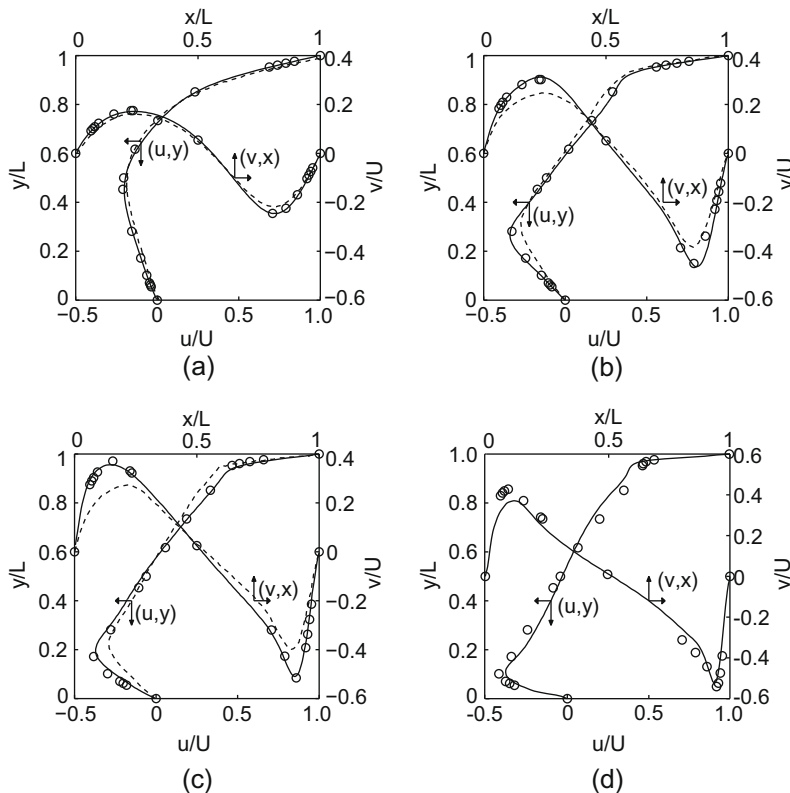 x/L
0 0.5 1
1 0.4
0.8 0.2
0.6 0
0.4 −0.2
0.2 −0.4
0 −0.6
y/L
v/U
(u,y)
(v,x)
−0.5 0 0.5 1.0
u/U
(a)
x/L
0 0.5 1
1 0.4
0.8 0.2
0.6 0
0.4 −0.2
0.2 −0.4
0 −0.6
y/L
v/U
(v,x)
(u,y)
−0.5 0 0.5 1.0
u/U
(b)
x/L
0 0.5 1
1.0 0.4
0.8 0.2
0.6 0
0.4 −0.2
0.2 −0.4
0 −0.6
y/L
v/U
(v,x)
(u,y)
−0.5 0 0.5 1.0
u/U
(c)
x/L
0 0.5 1
1.0 0.6
0.8 0.4
0.6 0.2
0.4 0
0.2 −0.2
0 −0.4
−0.6
y/L
v/U
(v,x)
(u,y)
-0.5 0 0.5 1.0
u/U
(d)